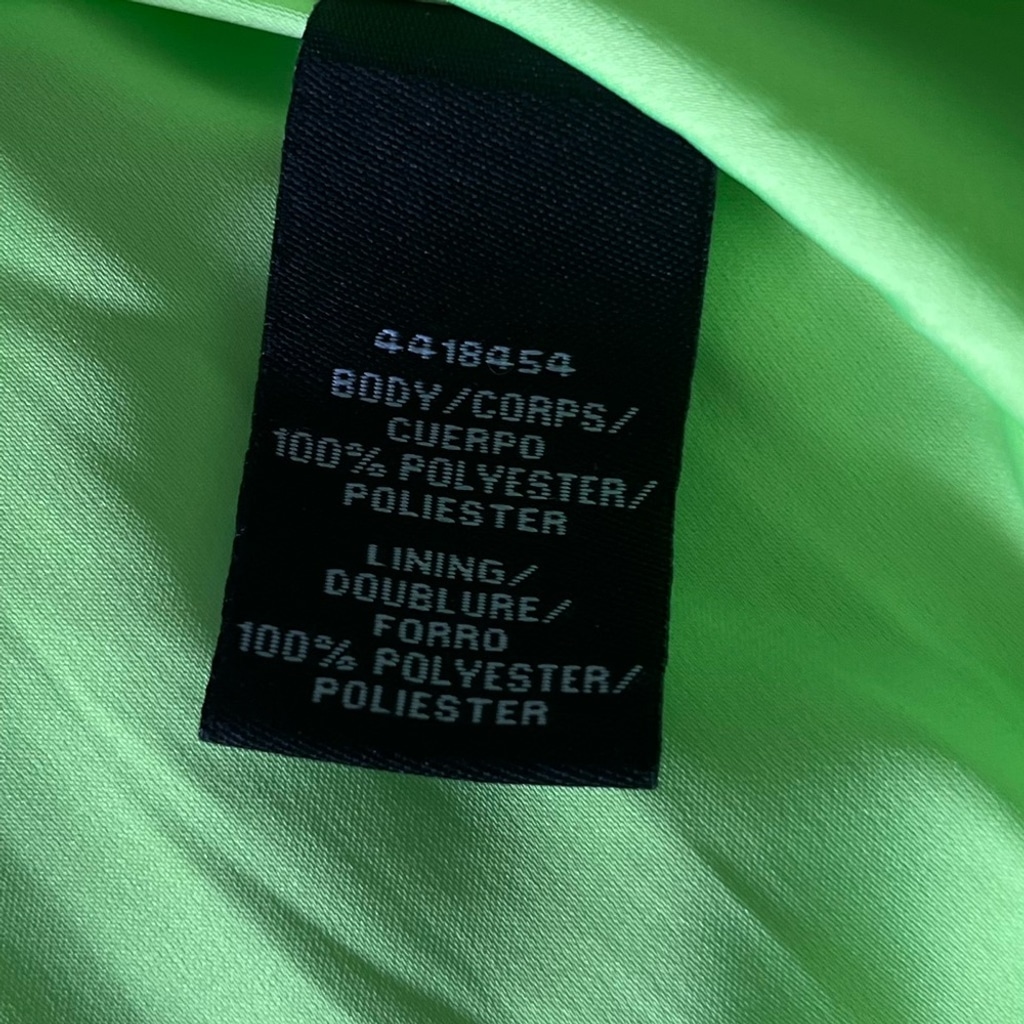 4418454
BODY/CORPS/
CUERPO
100% POLYESTER/
POLIESTER
LINING/
DOUBLURE/
FORRO
100% POLYESTER/
POLIESTER